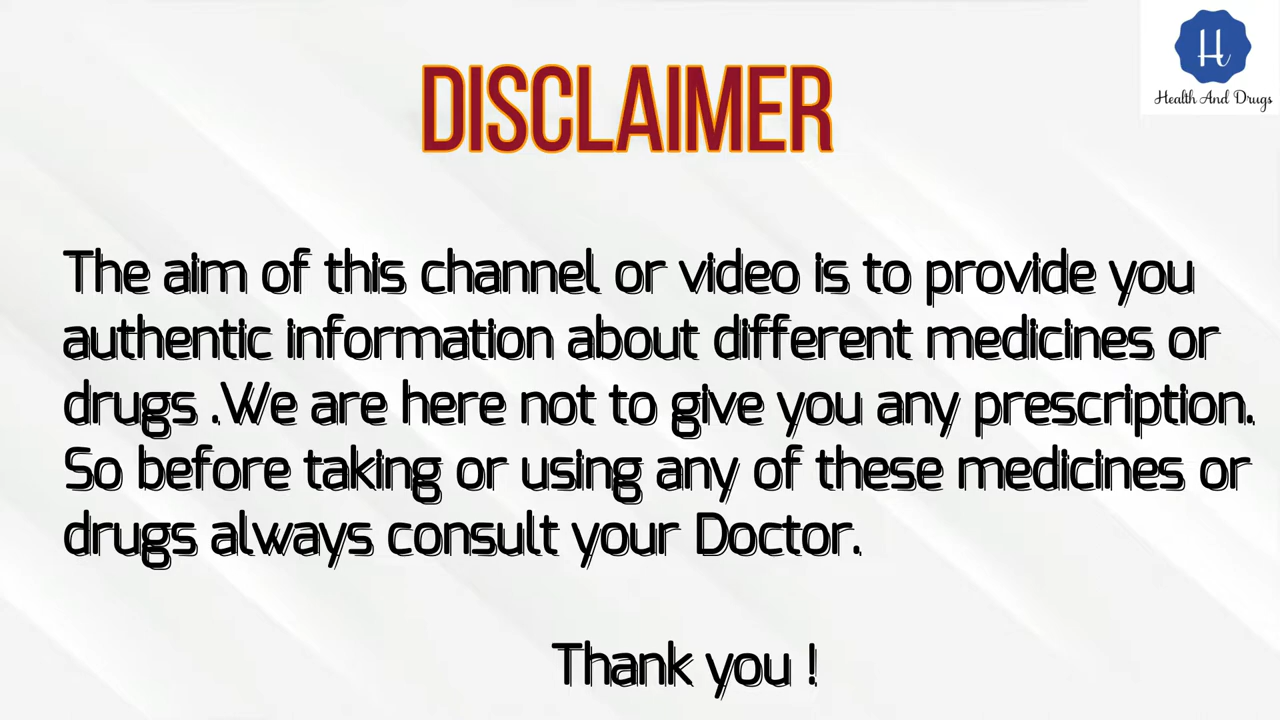 DISCLAIMER
H
Health And Drugs
The aim of this channel or video is to provide you
authentic information about different medicines or
drugs .We are here not to give you any prescription.
So before taking or using any of these medicines or
drugs always consult your Doctor.
Thank you !